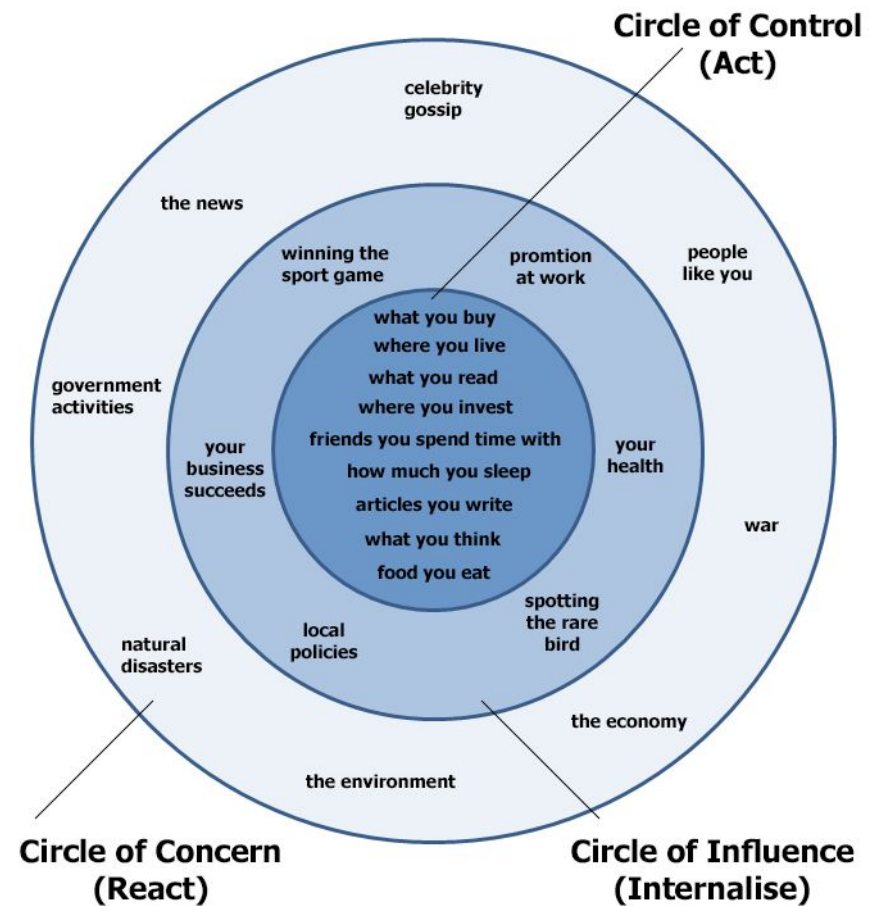 Circle of Control
(Act)
celebrity
gossip
the news
winning the
sport game
promtion
at work
people
like you
what you buy
where you live
what you read
where you invest
friends you spend time with
how much you sleep
articles you write
what you think
food you eat
government
activities
your
business
succeeds
your
health
war
spotting
the rare
bird
local
policies
natural
disasters
the economy
the environment
Circle of Concern
(React)
Circle of Influence
(Internalise)